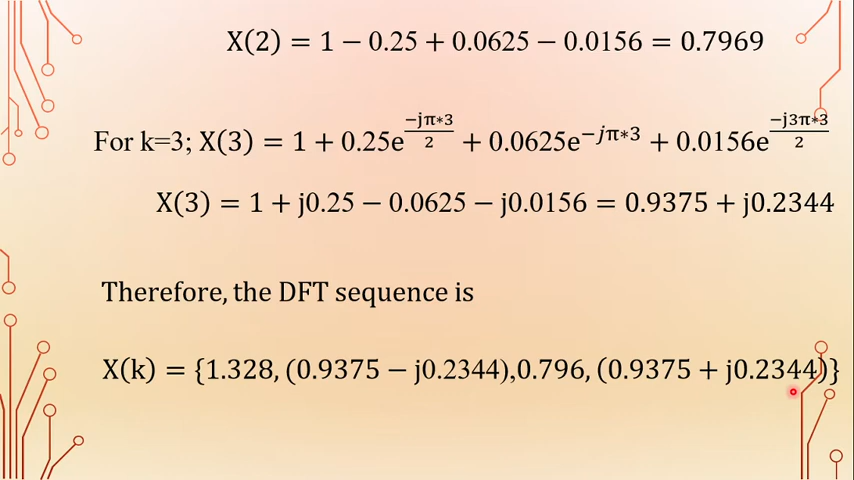 X(2) = 1 − 0.25 + 0.0625 − 0.0156 = 0.7969
For k=3; X(3) = 1 + 0.25e^(−jπ∗3/2) + 0.0625e^(−jπ∗3) + 0.0156e^(−j3π∗3/2)
X(3) = 1 + j0.25 − 0.0625 − j0.0156 = 0.9375 + j0.2344
Therefore, the DFT sequence is
X(k) = {1.328, (0.9375 − j0.2344),0.796, (0.9375 + j0.2344)}